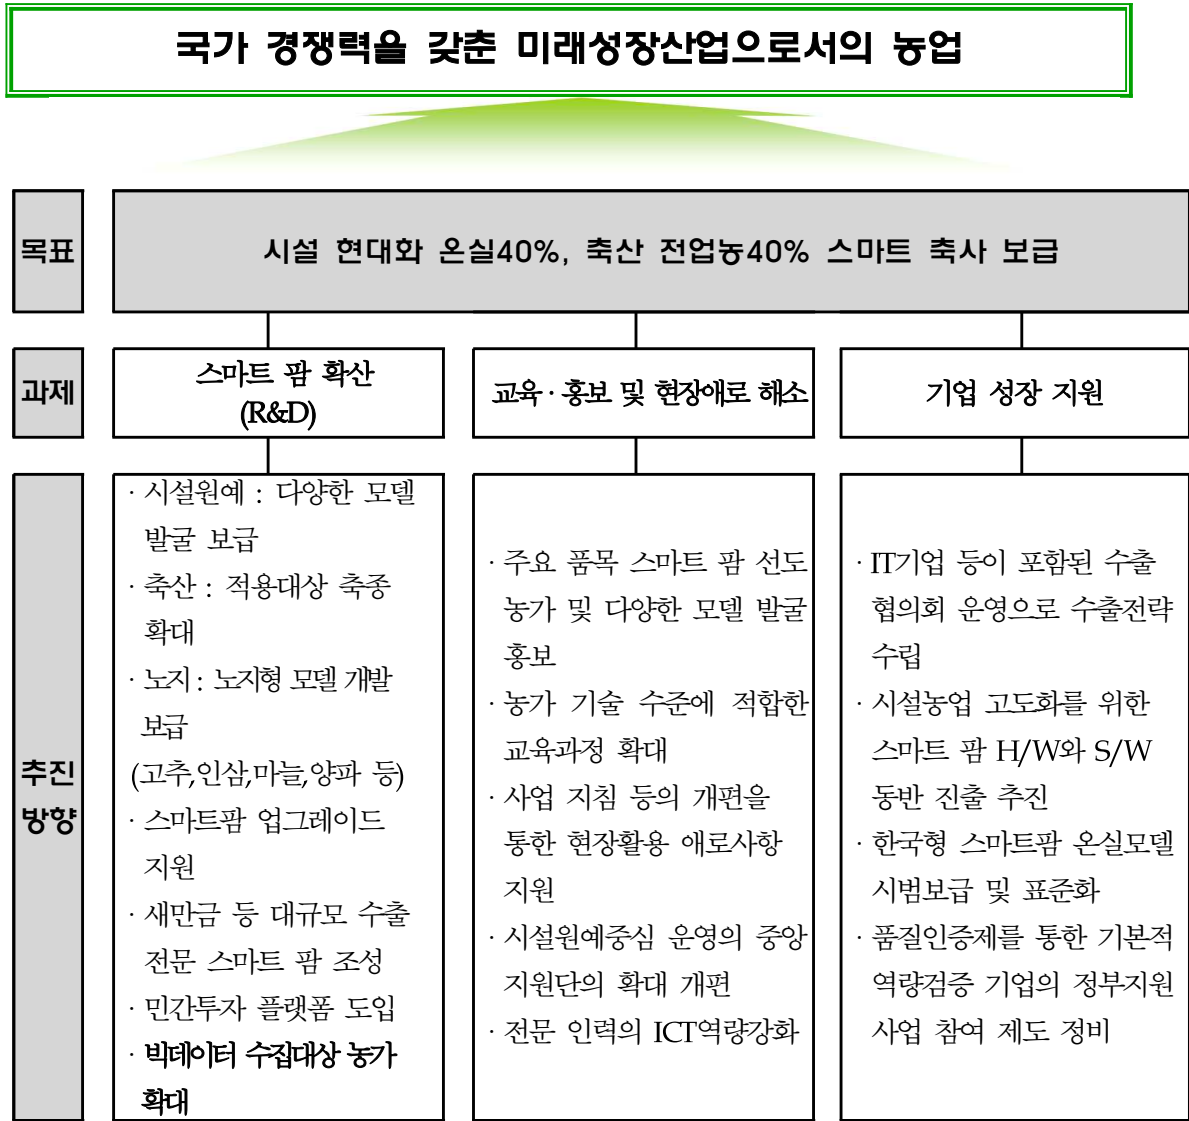 국가 경쟁력을 갖춘 미래성장산업으로서의 농업
목표
시설 현대화 온실40%, 축산 전업농40% 스마트 축사 보급
과제
스마트 팜 확산
(R&D)
교육·홍보 및 현장애로 해소
기업 성장 지원
추진
방향
· 시설원예 : 다양한 모델
발굴 보급
· 축산 : 적용대상 축종
확대
· 노지 : 노지형 모델 개발
보급
(고추,인삼,마늘,양파 등)
· 스마트팜 업그레이드
지원
· 새만금 등 대규모 수출
전문 스마트 팜 조성
· 민간투자 플랫폼 도입
· 빅데이터 수집대상 농가
확대
· 주요 품목 스마트 팜 선도
농가 및 다양한 모델 발굴
홍보
· 농가 기술 수준에 적합한
교육과정 확대
· 사업 지침 등의 개편을
통한 현장활용 애로사항
지원
· 시설원예중심 운영의 중앙
지원단의 확대 개편
· 전문 인력의 ICT역량강화
· IT기업 등이 포함된 수출
협의회 운영으로 수출전략
수립
· 시설농업 고도화를 위한
스마트 팜 H/W와 S/W
동반 진출 추진
· 한국형 스마트팜 온실모델
시범보급 및 표준화
· 품질인증제를 통한 기본적
역량검증 기업의 정부지원
사업 참여 제도 정비